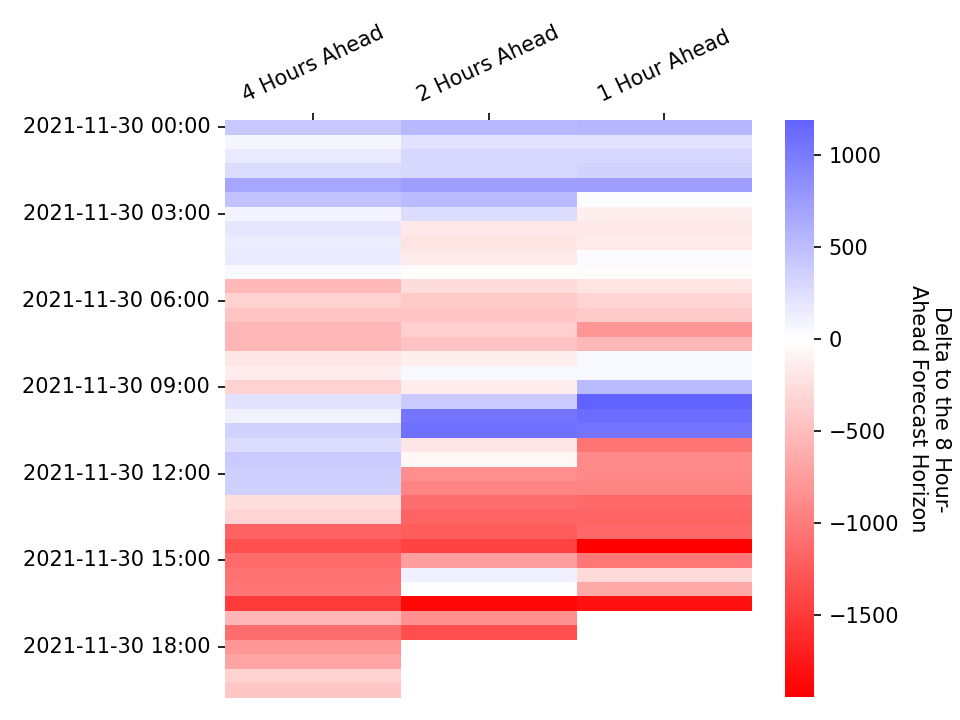 4 Hours Ahead
2 Hours Ahead
1 Hour Ahead
2021-11-30 00:00
2021-11-30 03:00
2021-11-30 06:00
2021-11-30 09:00
2021-11-30 12:00
2021-11-30 15:00
2021-11-30 18:00
1000
500
0
−500
−1000
−1500
Delta to the 8 Hour-
Ahead Forecast Horizon